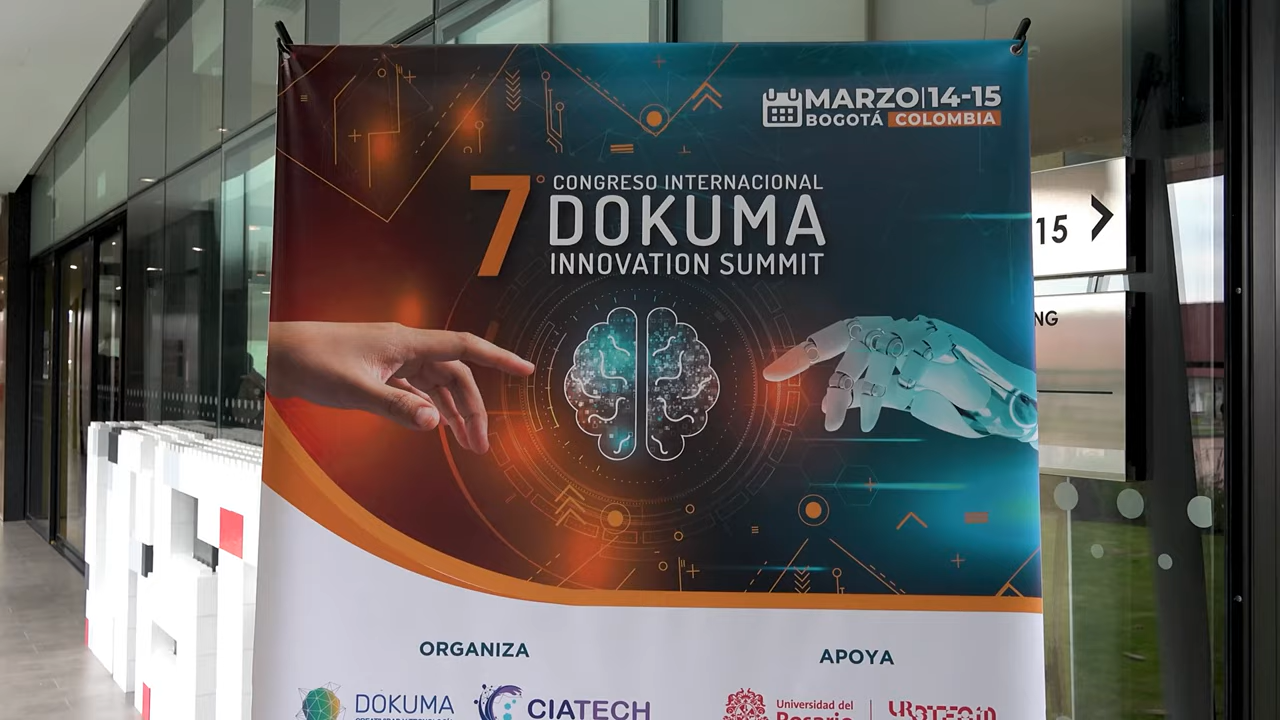 MARZO|14-15
BOGOTÁ COLOMBIA
7° CONGRESO INTERNACIONAL
DOKUMA
INNOVATION SUMMIT
15
NG
ORGANIZA
APOYA
DOKUMA
CIATECH
Universidad del
Rosario